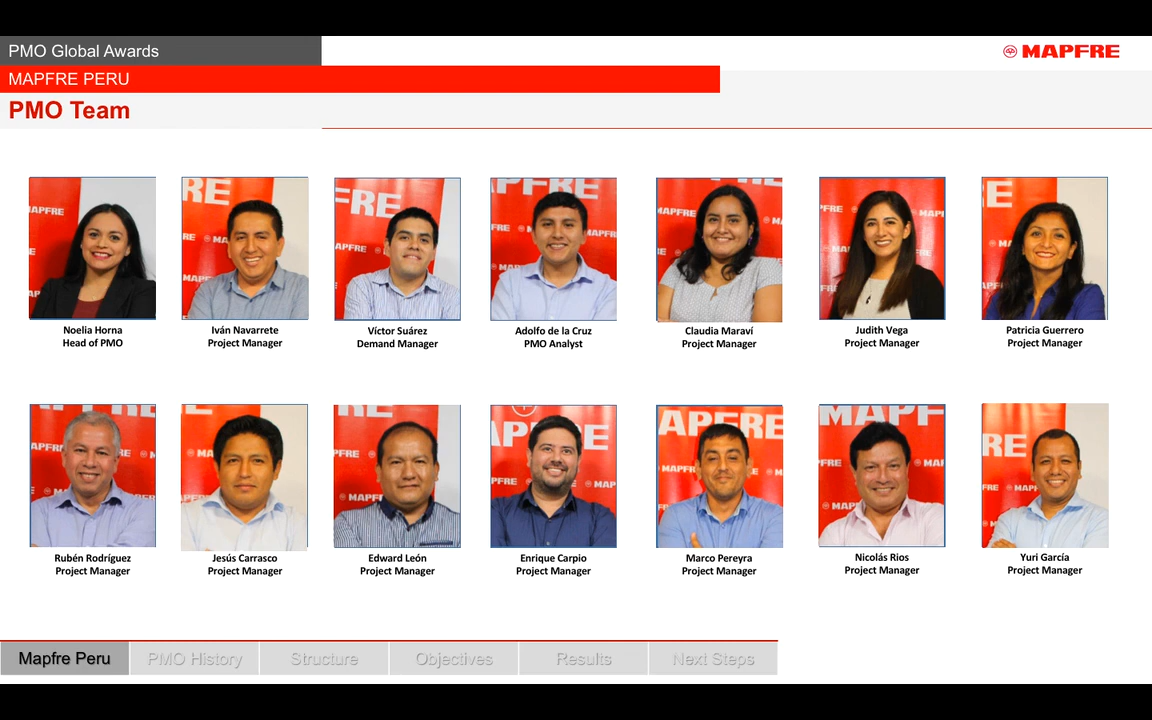 PMO Global Awards
MAPFRE
MAPFRE PERU
PMO Team
Noelia Horna
Head of PMO
Iván Navarrete
Project Manager
Víctor Suárez
Demand Manager
Adolfo de la Cruz
PMO Analyst
Claudia Maraví
Project Manager
Judith Vega
Project Manager
Patricia Guerrero
Project Manager
Rubén Rodríguez
Project Manager
Jesús Carrasco
Project Manager
Edward León
Project Manager
Enrique Carpio
Project Manager
Marco Pereyra
Project Manager
Nicolás Rios
Project Manager
Yuri García
Project Manager
Mapfre Peru
PMO History
Structure
Objectives
Results
Next Steps